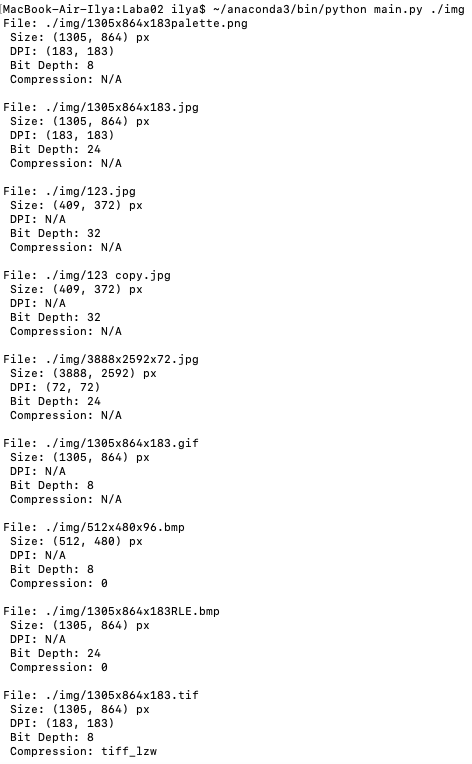 MacBook-Air-Ilya:Laba02 ilya$ ~/anaconda3/bin/python main.py ./img
File: ./img/1305x864x183palette.png
Size: (1305, 864) px
DPI: (183, 183)
Bit Depth: 8
Compression: N/A
File: ./img/1305x864x183.jpg
Size: (1305, 864) px
DPI: (183, 183)
Bit Depth: 24
Compression: N/A
File: ./img/123.jpg
Size: (409, 372) px
DPI: N/A
Bit Depth: 32
Compression: N/A
File: ./img/123 copy.jpg
Size: (409, 372) px
DPI: N/A
Bit Depth: 32
Compression: N/A
File: ./img/3888x2592x72.jpg
Size: (3888, 2592) px
DPI: (72, 72)
Bit Depth: 24
Compression: N/A
File: ./img/1305x864x183.gif
Size: (1305, 864) px
DPI: N/A
Bit Depth: 8
Compression: N/A
File: ./img/512x480x96.bmp
Size: (512, 480) px
DPI: N/A
Bit Depth: 8
Compression: 0
File: ./img/1305x864x183RLE.bmp
Size: (1305, 864) px
DPI: N/A
Bit Depth: 24
Compression: 0
File: ./img/1305x864x183.tif
Size: (1305, 864) px
DPI: (183, 183)
Bit Depth: 8
Compression: tiff_lzw